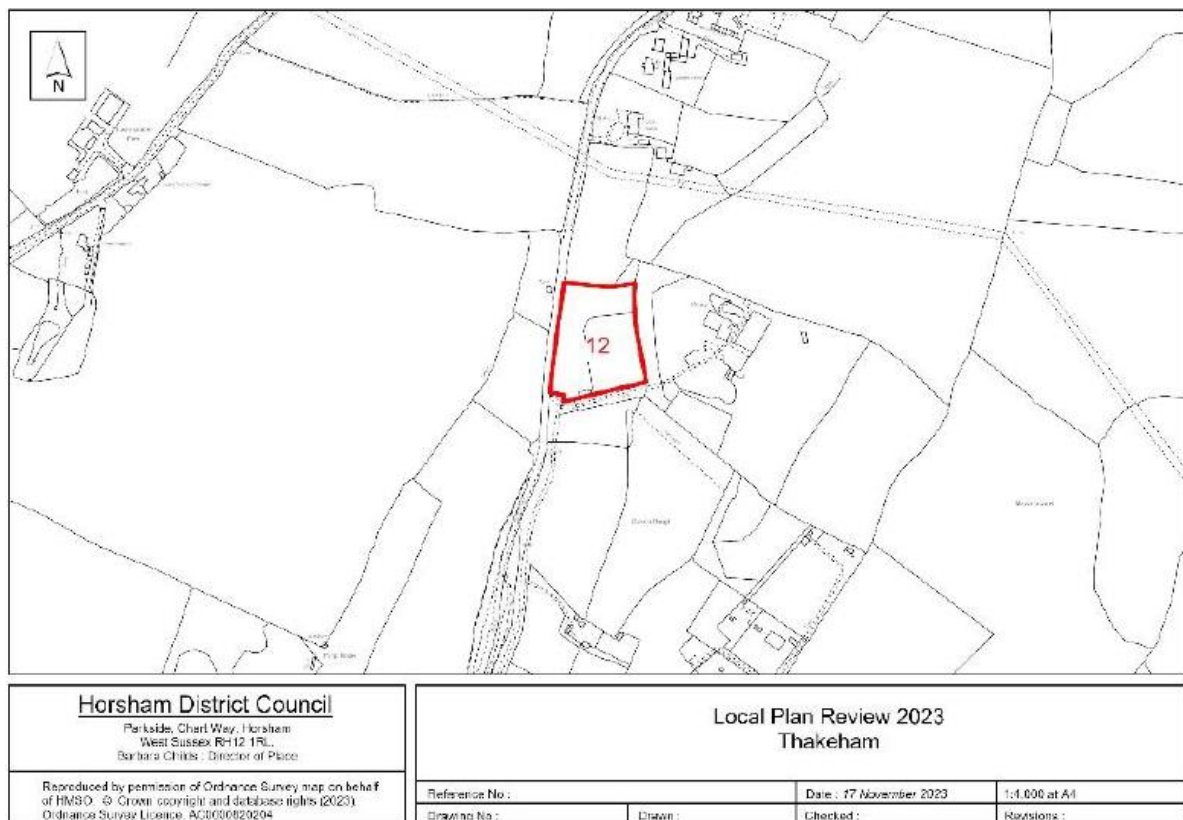 N
12
Horsham District Council
Parkside, Chart Way, Horsham
West Sussex RH12 1RL.
Barbara Childs : Director of Place
Reproduced by permission of Ordnance Survey map on behalf
of HMSO. © Crown copyright and database rights (2023).
Ordnance Survey Licence. AC0000820204
Local Plan Review 2023
Thakeham
Reference No :
Date : 17 November 2023
1:4,000 at A4
Drawing No :
Drawn :
Checked :
Revisions :